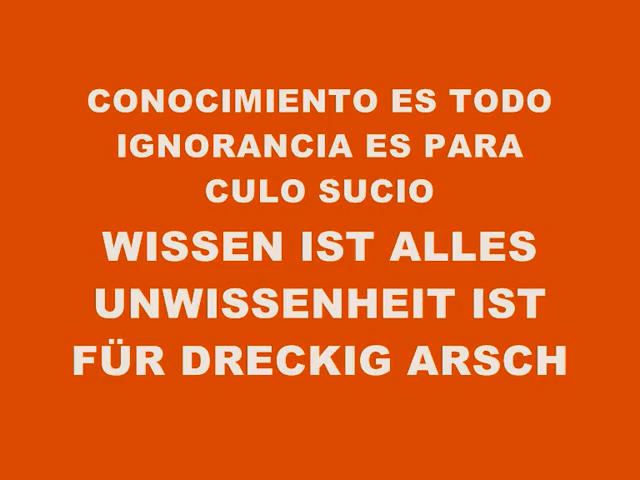 CONOCIMIENTO ES TODO
IGNORANCIA ES PARA
CULO SUCIO
WISSEN IST ALLES
UNWISSENHEIT IST
FÜR DRECKIG ARSCH